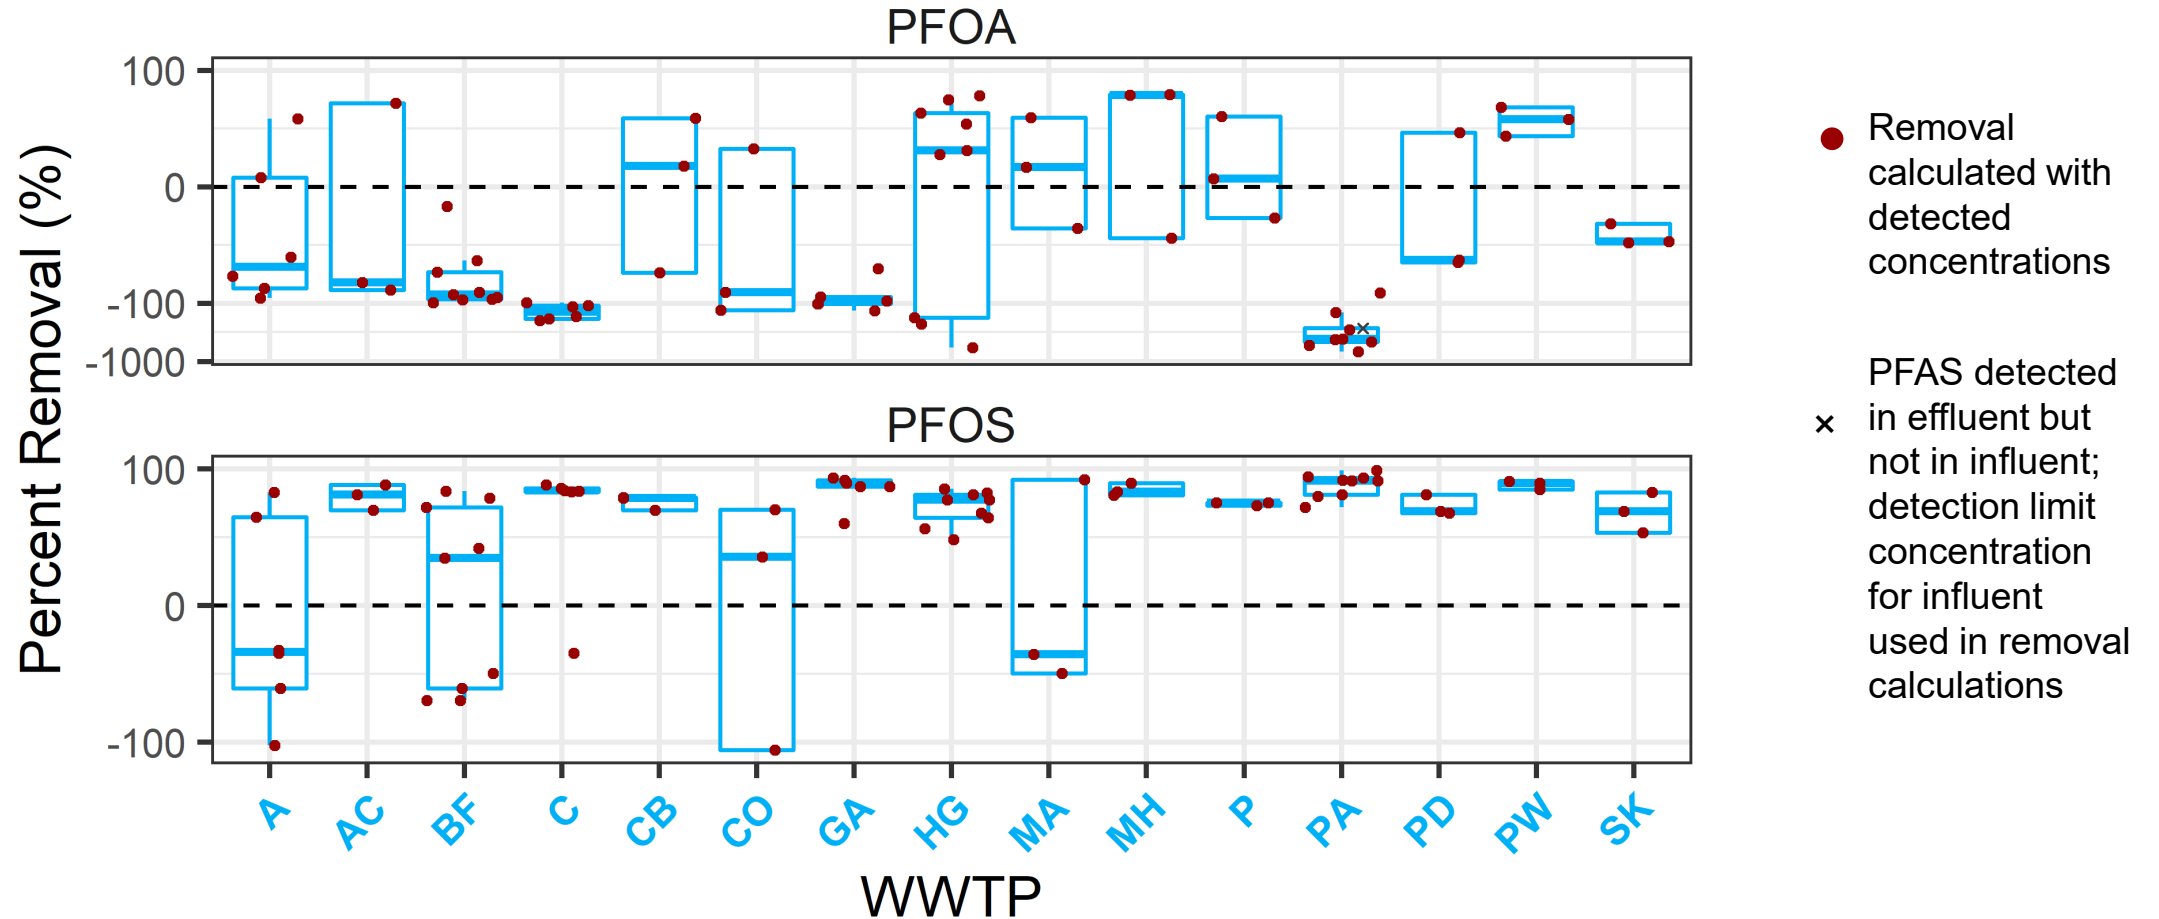 PFOA
100
0
-100
-1000
Percent Removal (%)
PFOS
100
0
-100
A
AC
BF
C
CB
CO
GA
HG
MA
MH
P
PA
PD
PW
SK
WWTP
Removal
calculated with
detected
concentrations
PFAS detected
in effluent but
not in influent;
detection limit
concentration
for influent
used in removal
calculations